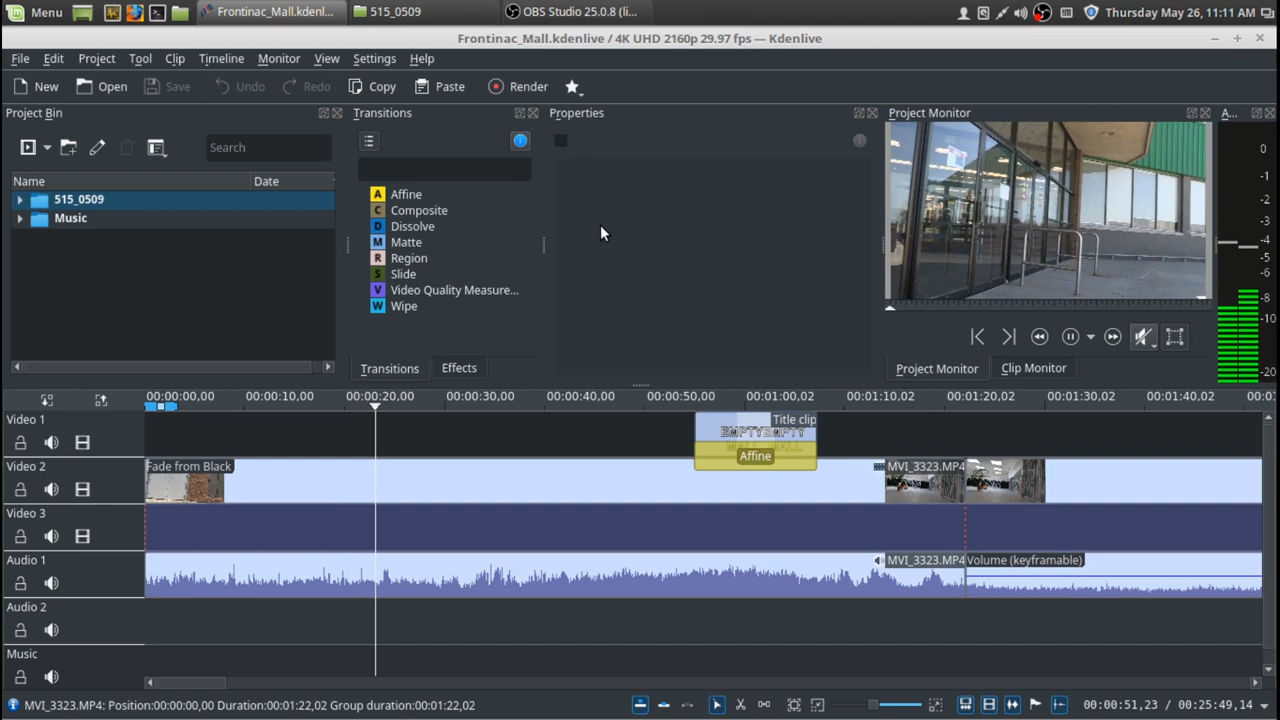 Menu Frontinac_Mall.kdenl... 515_0509 OBS Studio 25.0.8 (li... Thursday May 26, 11:11 AM
Frontinac_Mall.kdenlive / 4K UHD 2160p 29.97 fps — Kdenlive
File Edit Project Tool Clip Timeline Monitor View Settings Help
New Open Save Undo Redo Copy Paste Render
Project Bin Transitions Properties Project Monitor A...
Search
Name Date
515_0509
Music
A Affine
C Composite
D Dissolve
M Matte
R Region
S Slide
V Video Quality Measure...
W Wipe
0
-1
-2
-3
-4
-5
-6
-8
-10
-20
Transitions Effects Project Monitor Clip Monitor
00:00:00,00 00:00:10,00 00:00:20,00 00:00:30,00 00:00:40,00 00:00:50,00 00:01:00,02 00:01:10,02 00:01:20,02 00:01:30,02 00:01:40,02 00:0
Video 1 Title clip
EMPTYEMPTY
MALL MALL
Affine
Video 2 Fade from Black MVI_3323.MP4
Video 3
Audio 1 MVI_3323.MP4 Volume (keyframable)
Audio 2
Music
MVI_3323.MP4: Position:00:00:00,00 Duration:00:01:22,02 Group duration:00:01:22,02 00:00:51,23 / 00:25:49,14